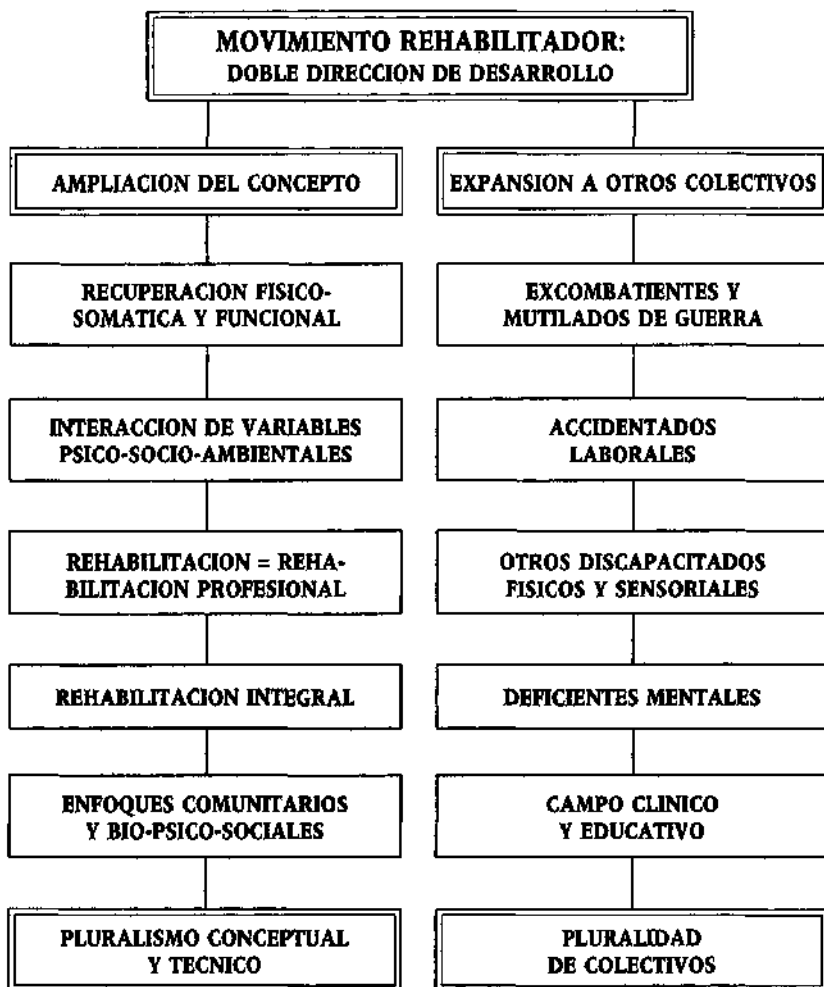 MOVIMIENTO REHABILITADOR:
DOBLE DIRECCION DE DESARROLLO
AMPLIACION DEL CONCEPTO
RECUPERACION FISICO-
SOMATICA Y FUNCIONAL
INTERACCION DE VARIABLES
PSICO-SOCIO-AMBIENTALES
REHABILITACION = REHA-
BILITACION PROFESIONAL
REHABILITACION INTEGRAL
ENFOQUES COMUNITARIOS
Y BIO-PSICO-SOCIALES
PLURALISMO CONCEPTUAL
Y TECNICO
EXPANSION A OTROS COLECTIVOS
EXCOMBATIENTES Y
MUTILADOS DE GUERRA
ACCIDENTADOS
LABORALES
OTROS DISCAPACITADOS
FISICOS Y SENSORIALES
DEFICIENTES MENTALES
CAMPO CLINICO
Y EDUCATIVO
PLURALIDAD
DE COLECTIVOS